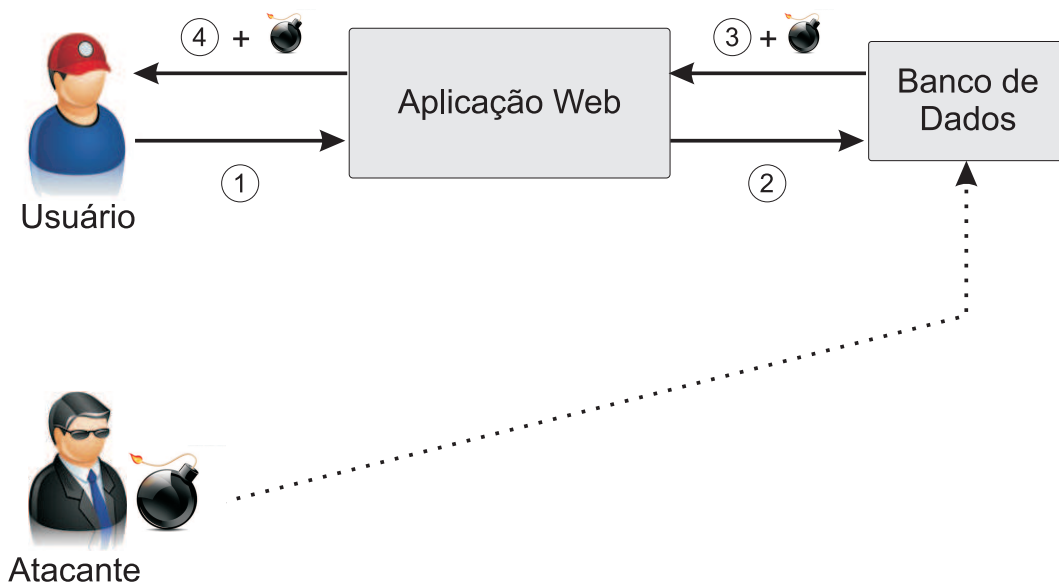 4 +
3 +
Aplicação Web
Banco de
Dados
1
2
Usuário
Atacante